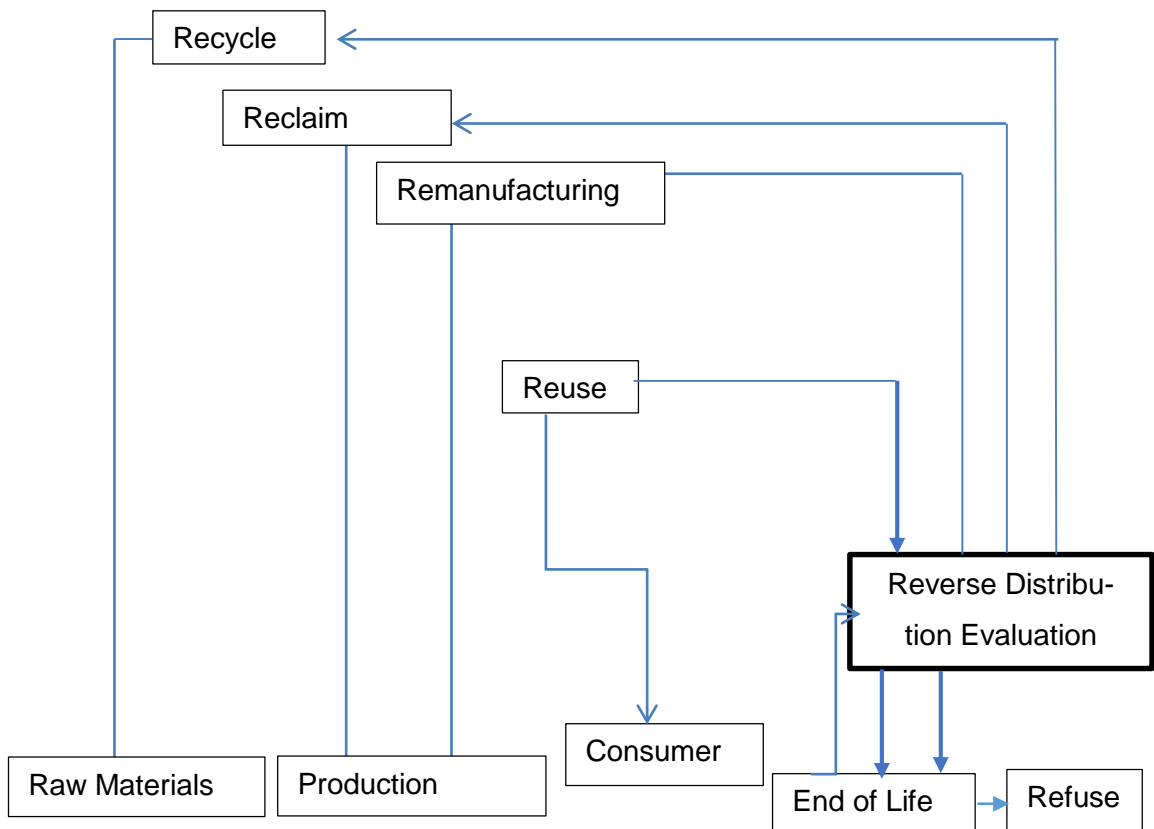 Recycle
Reclaim
Remanufacturing
Reuse
Reverse Distribu-
tion Evaluation
Consumer
Raw Materials
Production
End of Life
Refuse